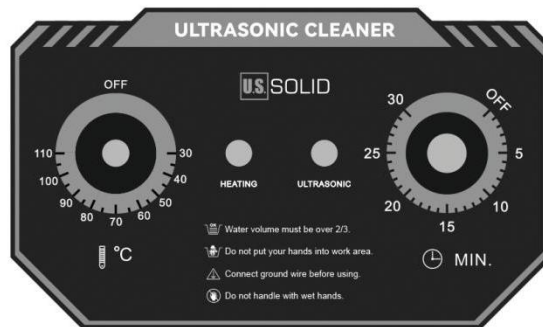 ULTRASONIC CLEANER
U.S. SOLID
OFF
110
100
90
80
70
60
50
40
30
°C
HEATING
ULTRASONIC
OFF
5
10
15
20
25
30
MIN.
Water volume must be over 2/3.
Do not put your hands into work area.
Connect ground wire before using.
Do not handle with wet hands.